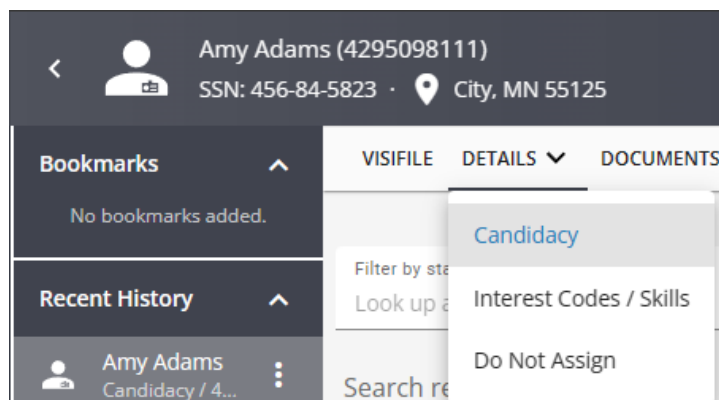 Amy Adams (4295098111)
SSN: 456-84-5823 · City, MN 55125
Bookmarks
No bookmarks added.
Recent History
Amy Adams
Candidacy / 4...
VISIFILE DETAILS DOCUMENTS
Candidacy
Interest Codes / Skills
Do Not Assign
Filter by sta
Look up a
Search re